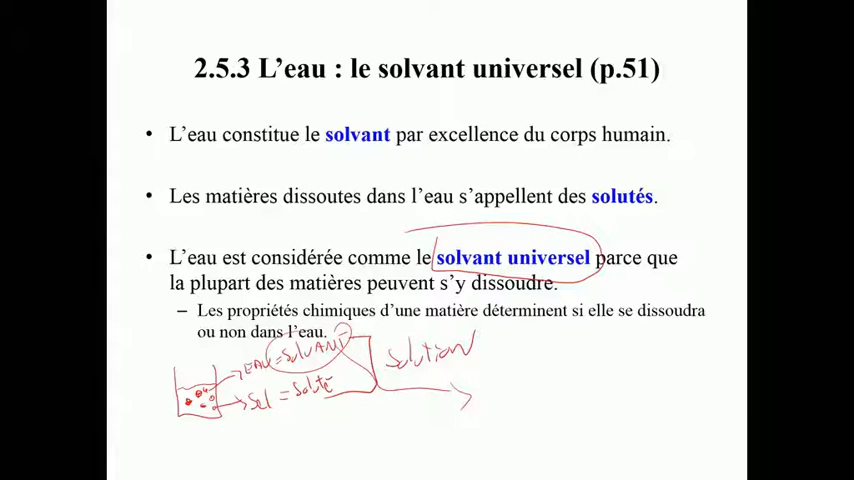 2.5.3 L’eau : le solvant universel (p.51)
• L’eau constitue le solvant par excellence du corps humain.
• Les matières dissoutes dans l’eau s’appellent des solutés.
• L’eau est considérée comme le solvant universel parce que
la plupart des matières peuvent s’y dissoudre.
– Les propriétés chimiques d’une matière déterminent si elle se dissoudra
ou non dans l’eau.
EAU = SOLVANT
Solution
Sel = Soluté